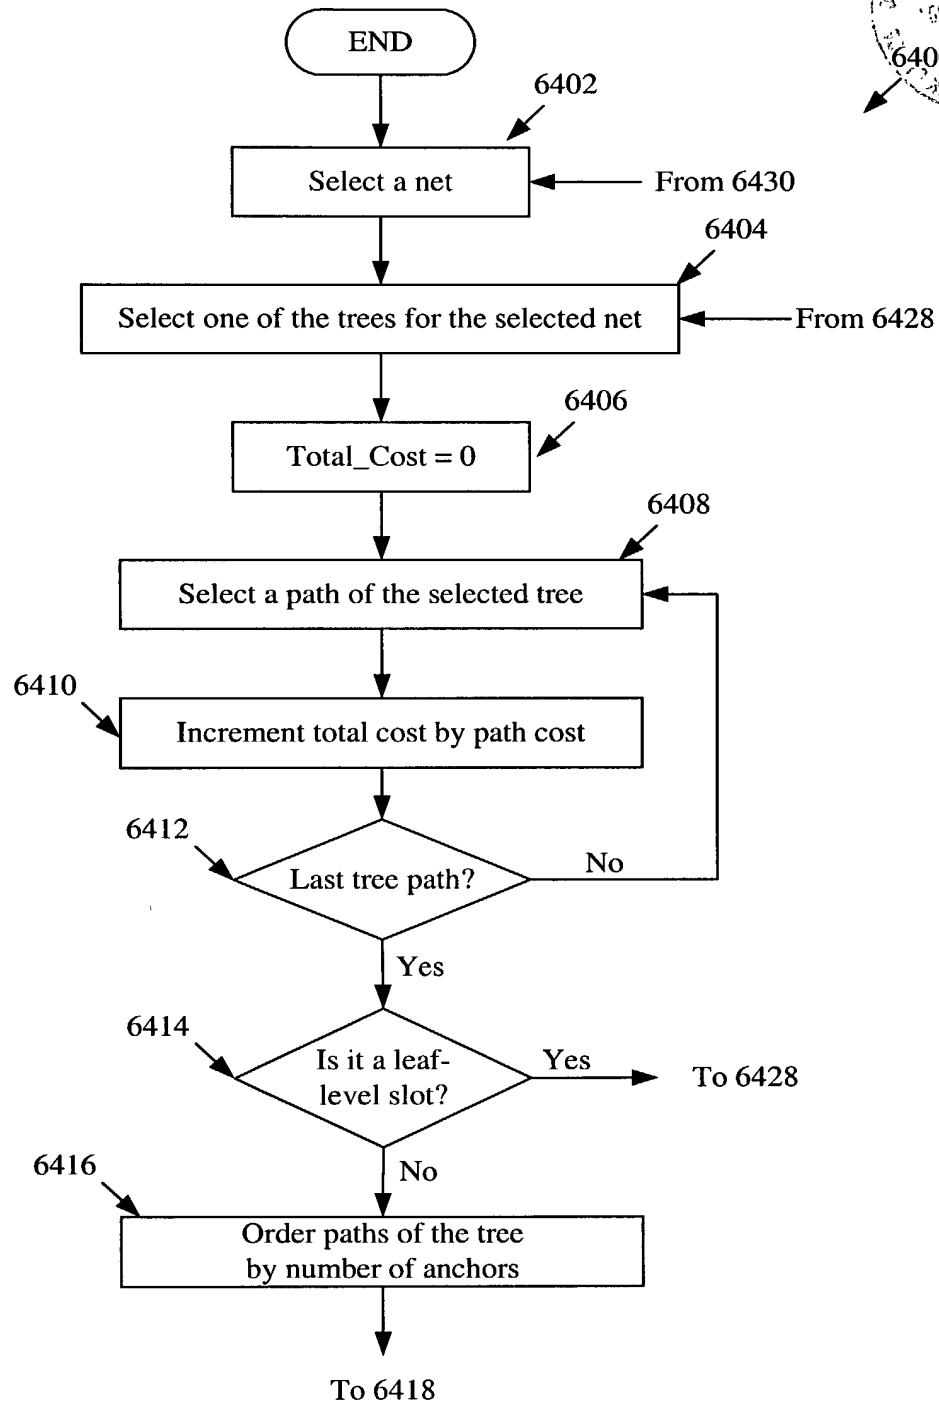 END
640
6402
Select a net
From 6430
6404
Select one of the trees for the selected net
From 6428
6406
Total_Cost = 0
6408
Select a path of the selected tree
6410
Increment total cost by path cost
6412
Last tree path?
No
Yes
6414
Is it a leaf-
level slot?
Yes
To 6428
No
6416
Order paths of the tree
by number of anchors
To 6418